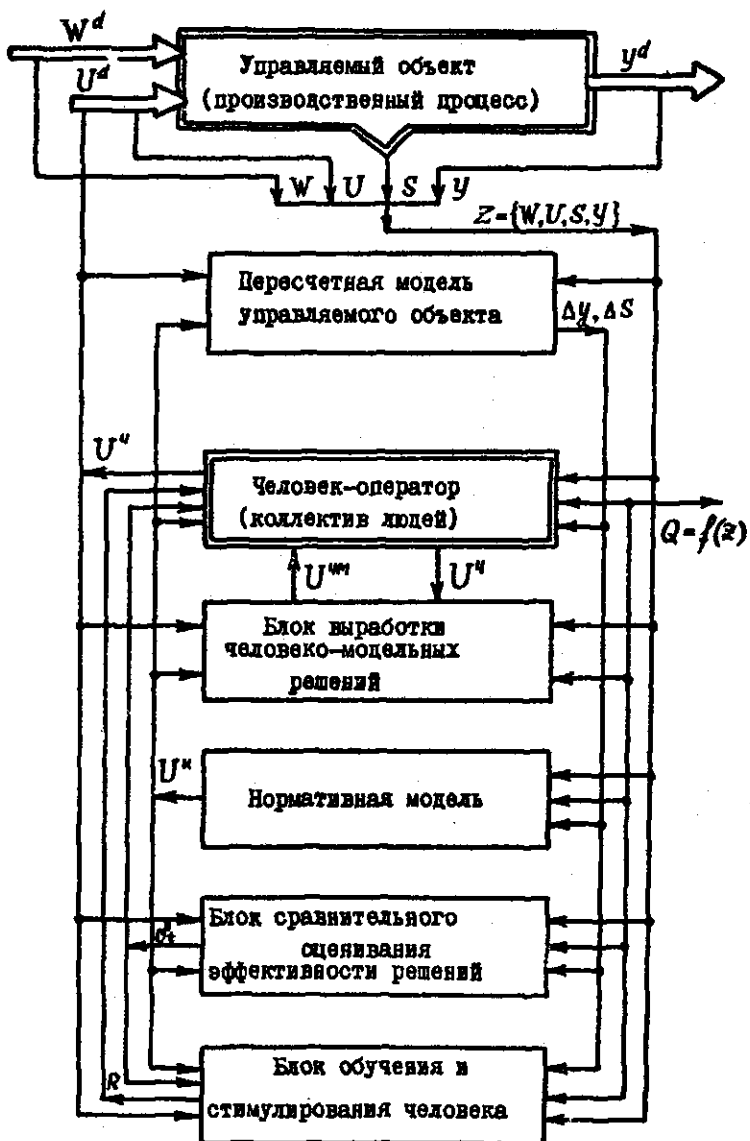 W^d
U^d
Управляемый объект
(производственный процесс)
y^d
W U S y
Z={W,U,S,Y}
Пересчетная модель
управляемого объекта
Δy, ΔS
U^ч
Человек-оператор
(коллектив людей)
Q=f(z)
U^чм U^ч
Блок выработки
человеко-модельных
решений
U^н
Нормативная модель
Блок сравнительного
оценивания
эффективности решений
R
Блок обучения и
стимулирования человека